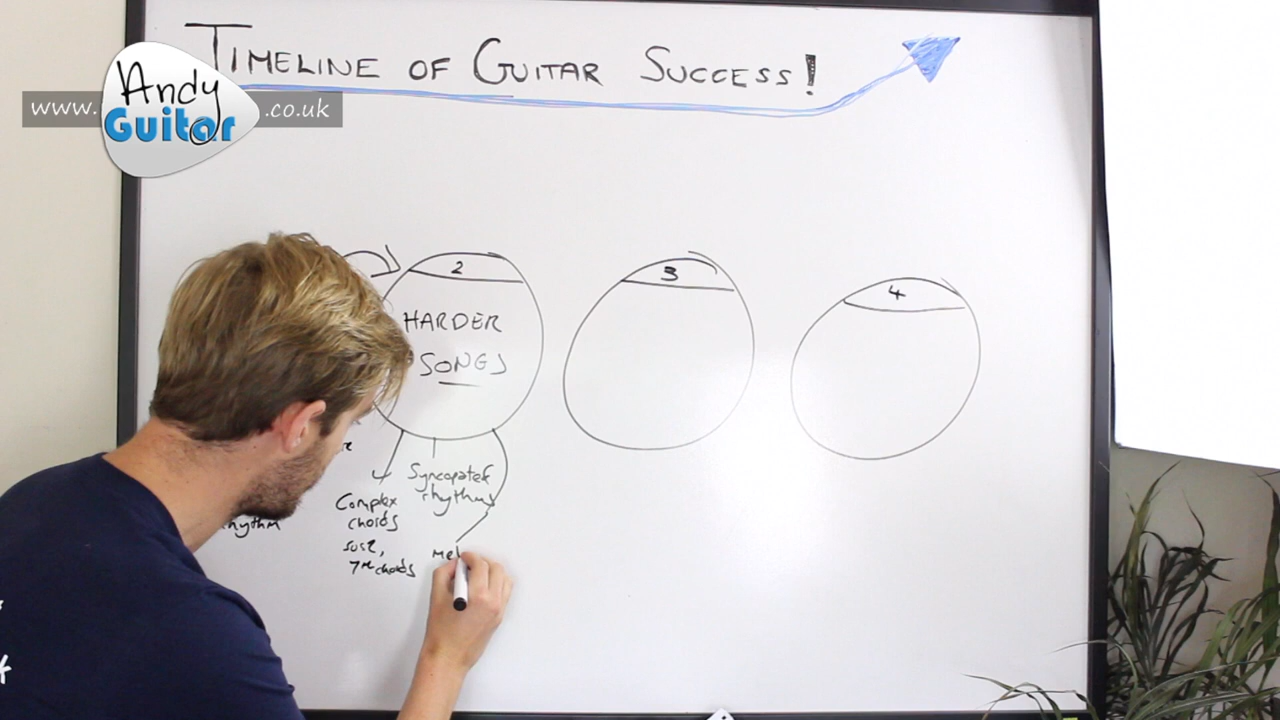 TIMELINE OF GUITAR SUCCESS!
www.
Andy
Guitar
.co.uk
2
HARDER
SONGS
3
4
Syncopated
rhythms
Complex
chords
sus2,
7th chords
Mel
rhythm